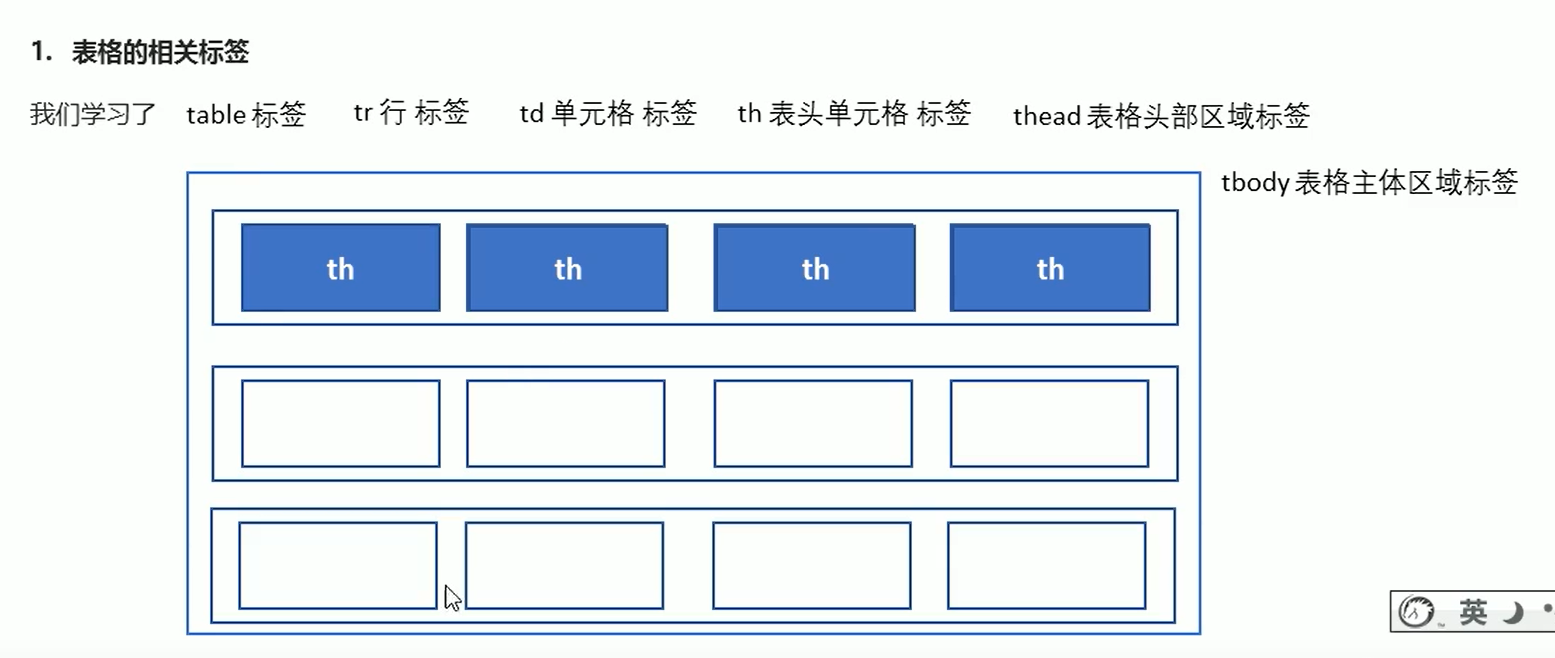 1. 表格的相关标签
我们学习了 table 标签 tr 行 标签 td 单元格 标签 th 表头单元格 标签 thead 表格头部区域标签
tbody 表格主体区域标签
th th th th
英